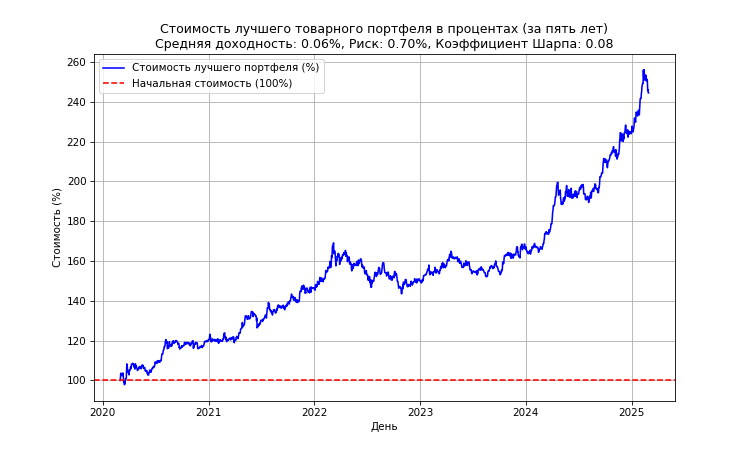 Стоимость лучшего товарного портфеля в процентах (за пять лет)
Средняя доходность: 0.06%, Риск: 0.70%, Коэффициент Шарпа: 0.08
Стоимость лучшего портфеля (%)
Начальная стоимость (100%)
Стоимость (%)
260
240
220
200
180
160
140
120
100
2020
2021
2022
2023
2024
2025
День